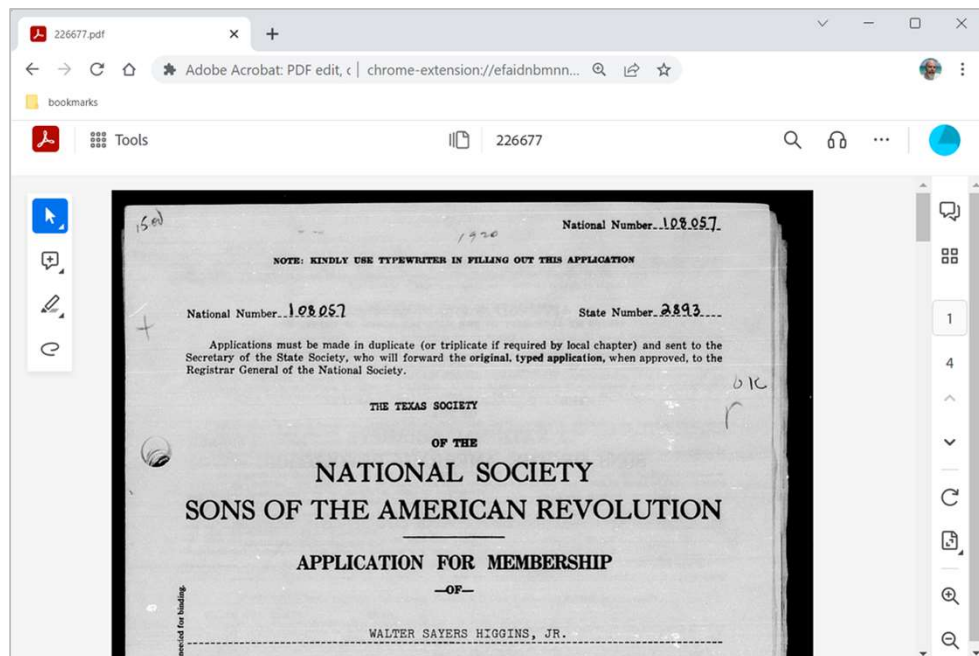 226677.pdf
Adobe Acrobat: PDF edit, c | chrome-extension://efaidnbmnn...
bookmarks
Tools
226677
1
4
National Number 108057
1920
NOTE: KINDLY USE TYPEWRITER IN FILLING OUT THIS APPLICATION
National Number 108057 State Number 2893
Applications must be made in duplicate (or triplicate if required by local chapter) and sent to the
Secretary of the State Society, who will forward the original, typed application, when approved, to the
Registrar General of the National Society.
OK
r
THE TEXAS SOCIETY
OF THE
NATIONAL SOCIETY
SONS OF THE AMERICAN REVOLUTION
APPLICATION FOR MEMBERSHIP
—OF—
WALTER SAYERS HIGGINS, JR.
needed for binding.